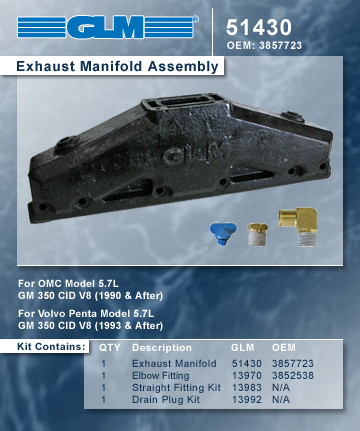 GLM®
51430
OEM: 3857723
Exhaust Manifold Assembly
GLM
For OMC Model 5.7L
GM 350 CID V8 (1990 & After)
For Volvo Penta Model 5.7L
GM 350 CID V8 (1993 & After)
Kit Contains:
QTY Description GLM OEM
1 Exhaust Manifold 51430 3857723
1 Elbow Fitting 13970 3852538
1 Straight Fitting Kit 13983 N/A
1 Drain Plug Kit 13992 N/A